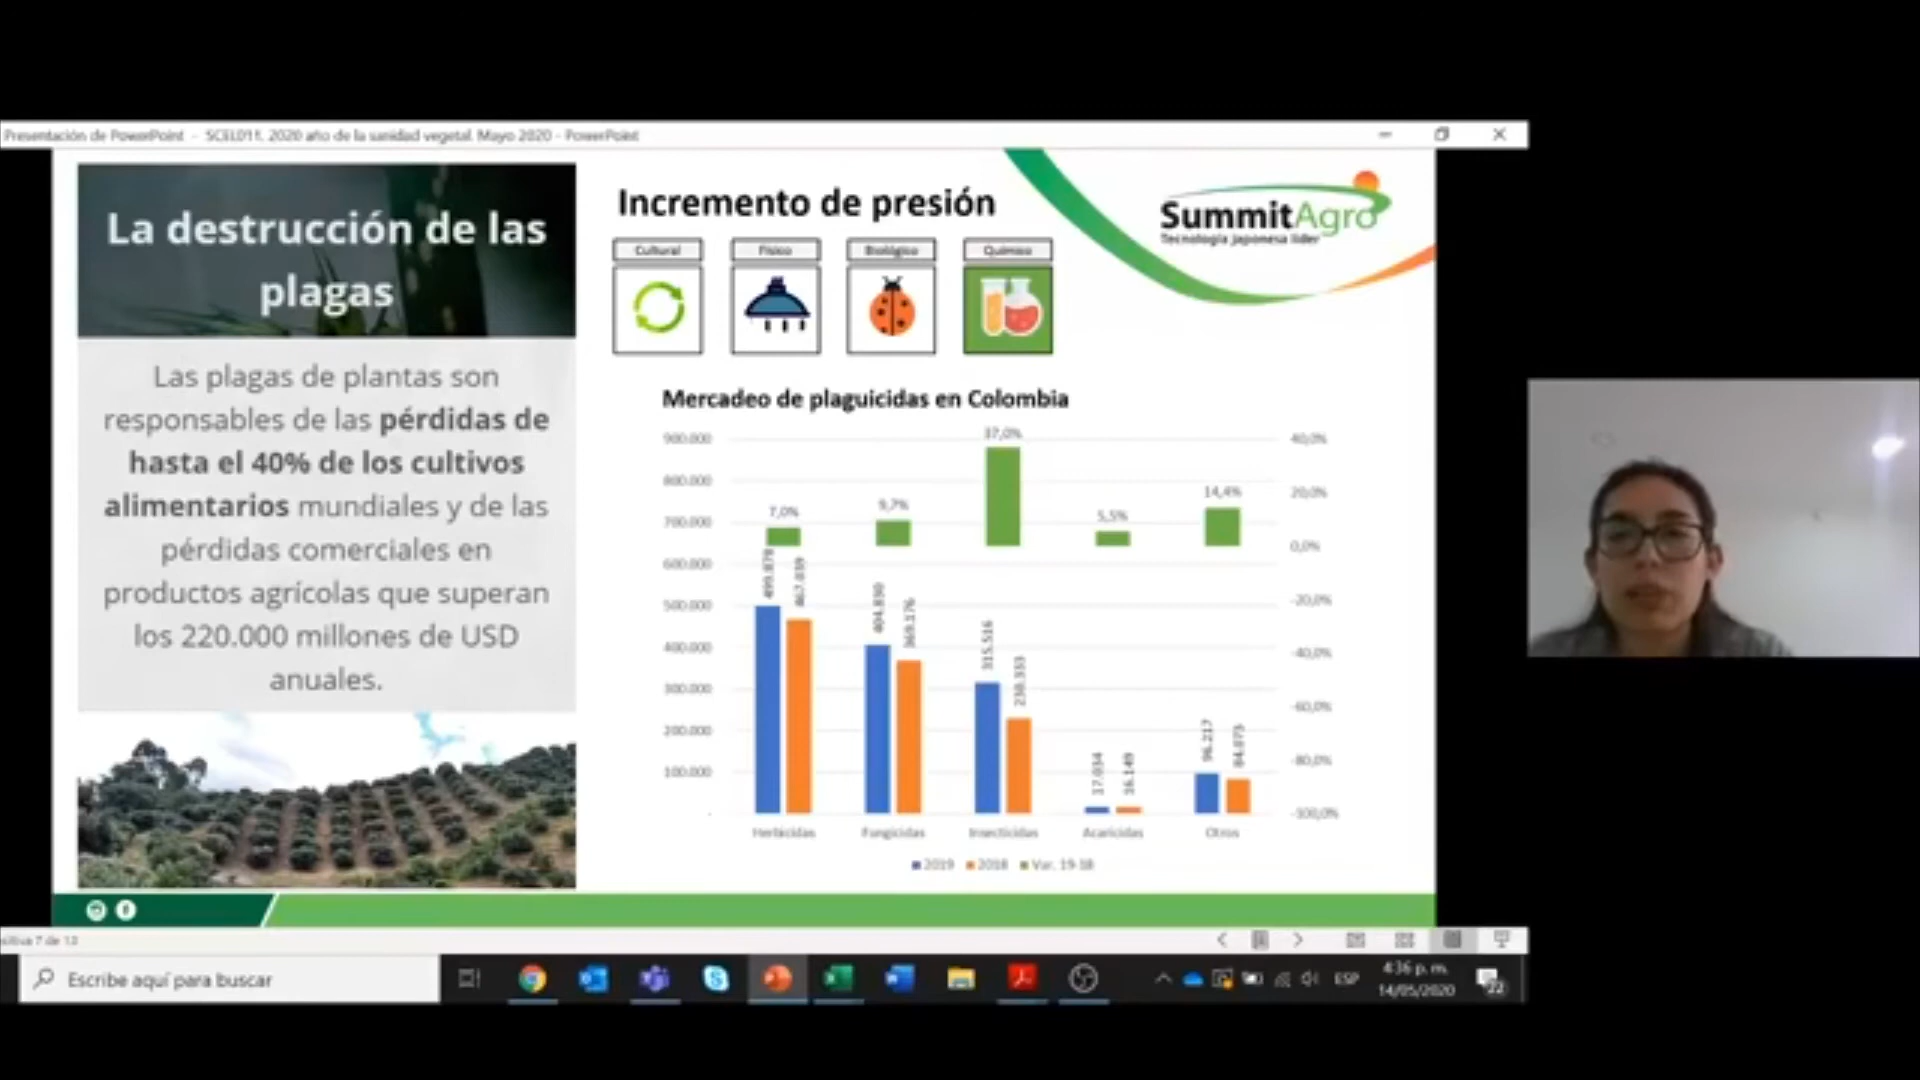 Presentación de PowerPoint - SCEL011. 2020 año de la sanidad vegetal. Mayo 2020 - PowerPoint
La destrucción de las
plagas
Las plagas de plantas son
responsables de las pérdidas de
hasta el 40% de los cultivos
alimentarios mundiales y de las
pérdidas comerciales en
productos agrícolas que superan
los 220.000 millones de USD
anuales.
Incremento de presión
Cultural
Físico
Biológico
Químico
SummitAgro
Tecnología Japonesa líder
Mercadeo de plaguicidas en Colombia
900.000
800.000
700.000
600.000
500.000
400.000
300.000
200.000
100.000
-
40,0%
20,0%
0,0%
-20,0%
-40,0%
-60,0%
-80,0%
-100,0%
7,0%
9,7%
37,0%
5,5%
14,4%
499.878
467.039
404.830
369.176
315.516
230.333
17.034
16.149
96.217
84.073
Herbicidas
Fungicidas
Insecticidas
Acaricidas
Otros
2019
2018
Var. 19-18
7 de 13
Escribe aquí para buscar
ESP
4:36 p. m.
14/05/2020
22